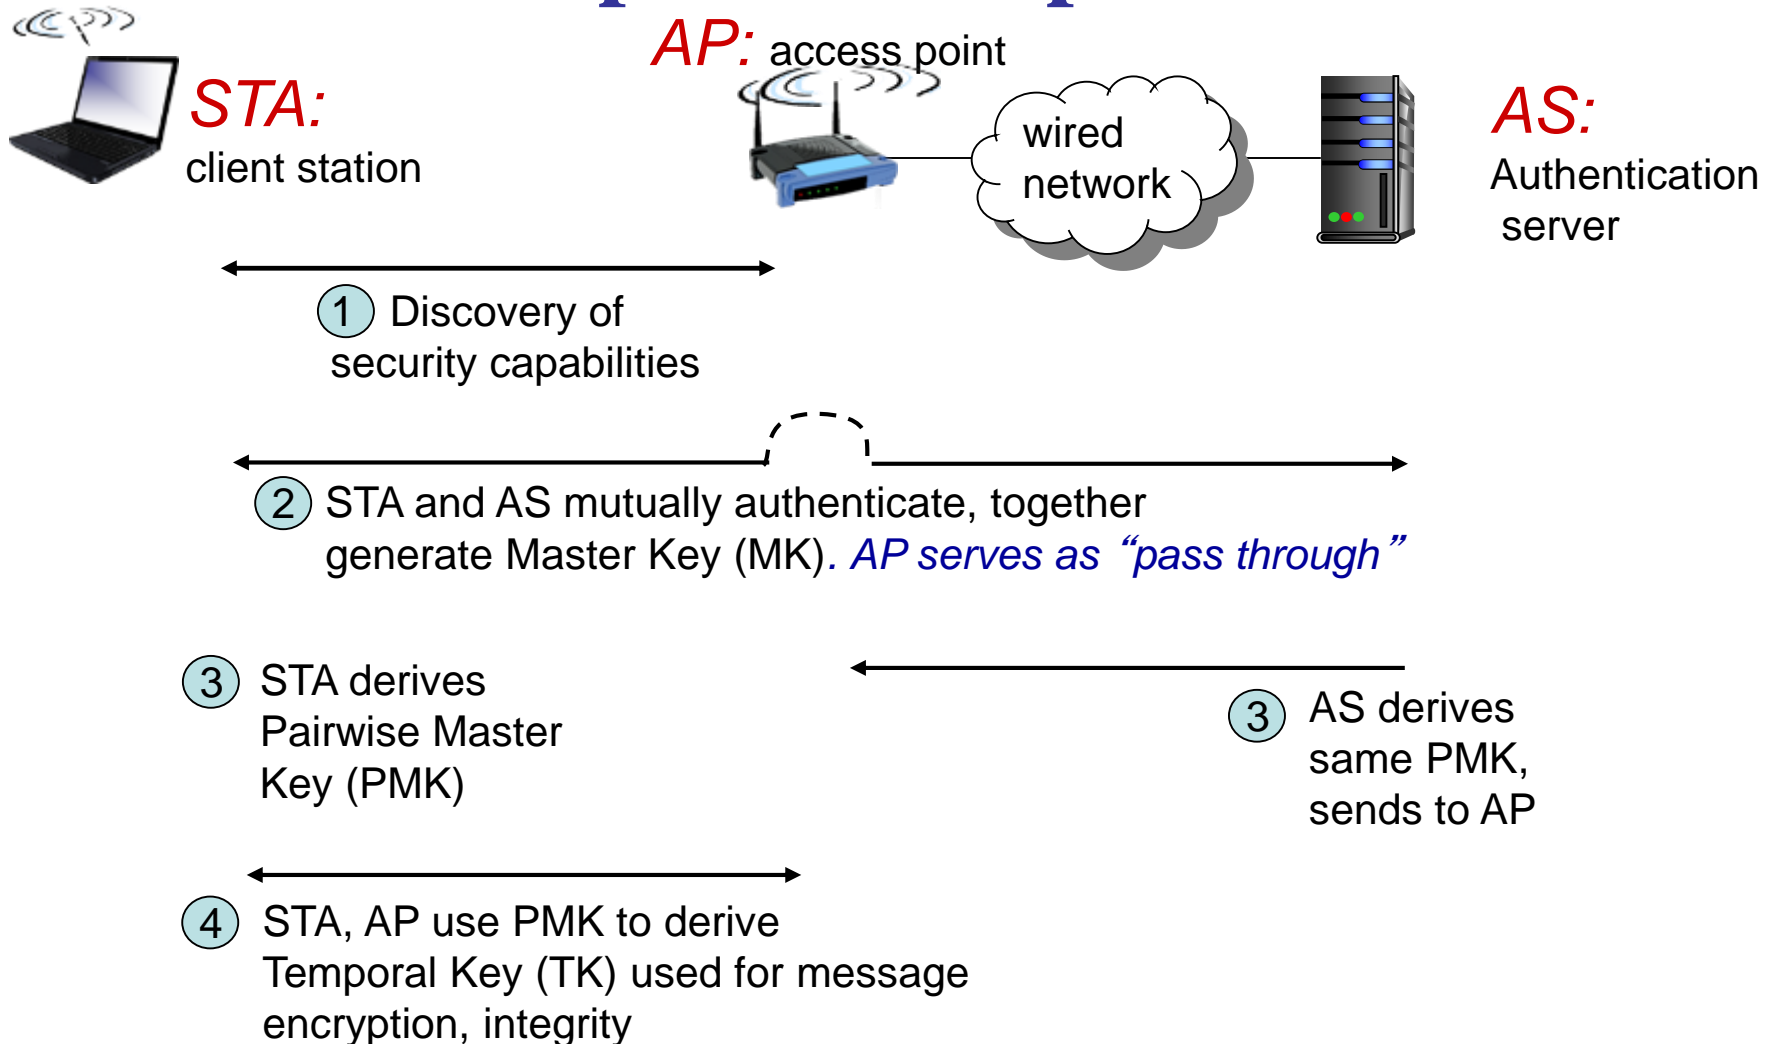 AP: access point
STA:
client station
wired
network
AS:
Authentication
server
1 Discovery of
security capabilities
2 STA and AS mutually authenticate, together
generate Master Key (MK). AP serves as “pass through”
3 STA derives
Pairwise Master
Key (PMK)
3 AS derives
same PMK,
sends to AP
4 STA, AP use PMK to derive
Temporal Key (TK) used for message
encryption, integrity